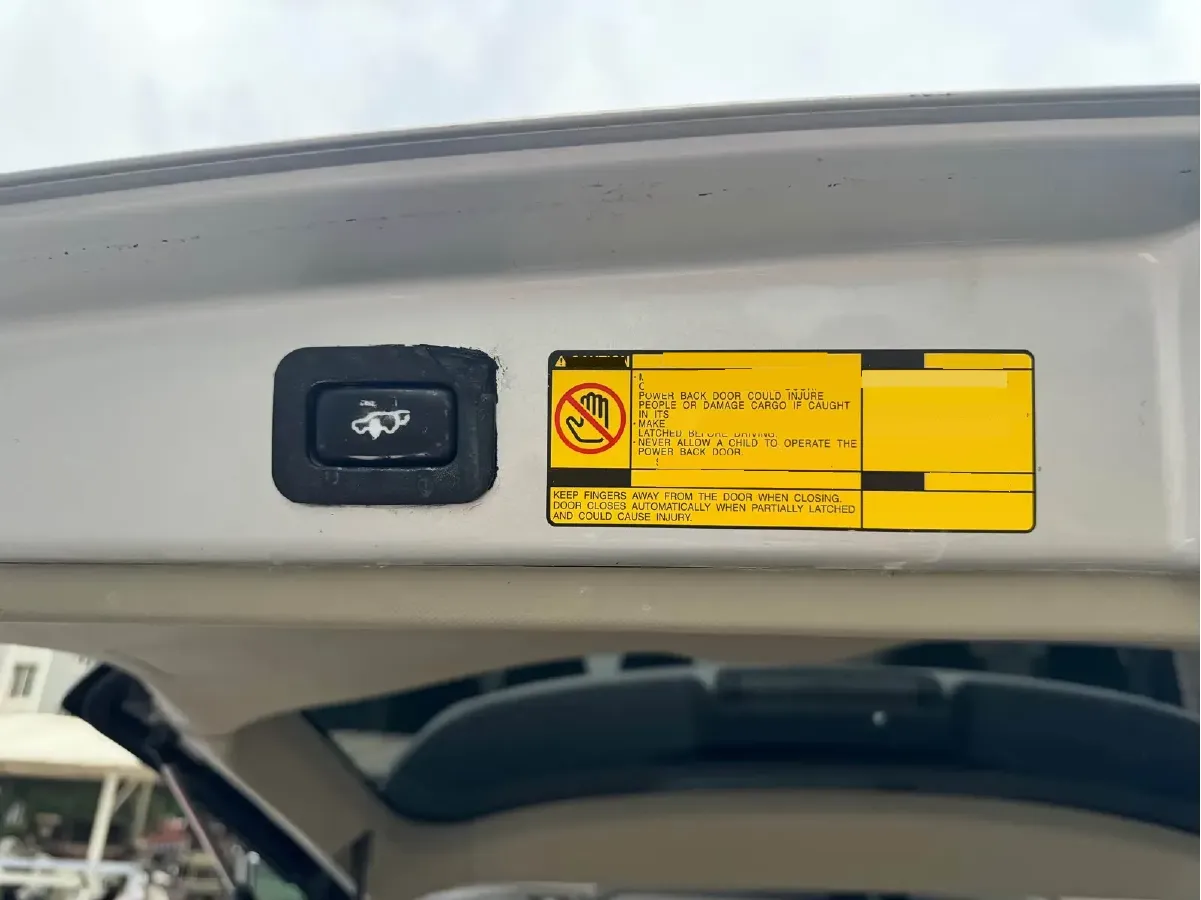 POWER BACK DOOR COULD INJURE
PEOPLE OR DAMAGE CARGO IF CAUGHT
IN ITS
· MAKE
LATCHED BEFORE DRIVING.
· NEVER ALLOW A CHILD TO OPERATE THE
POWER BACK DOOR.
KEEP FINGERS AWAY FROM THE DOOR WHEN CLOSING.
DOOR CLOSES AUTOMATICALLY WHEN PARTIALLY LATCHED
AND COULD CAUSE INJURY.